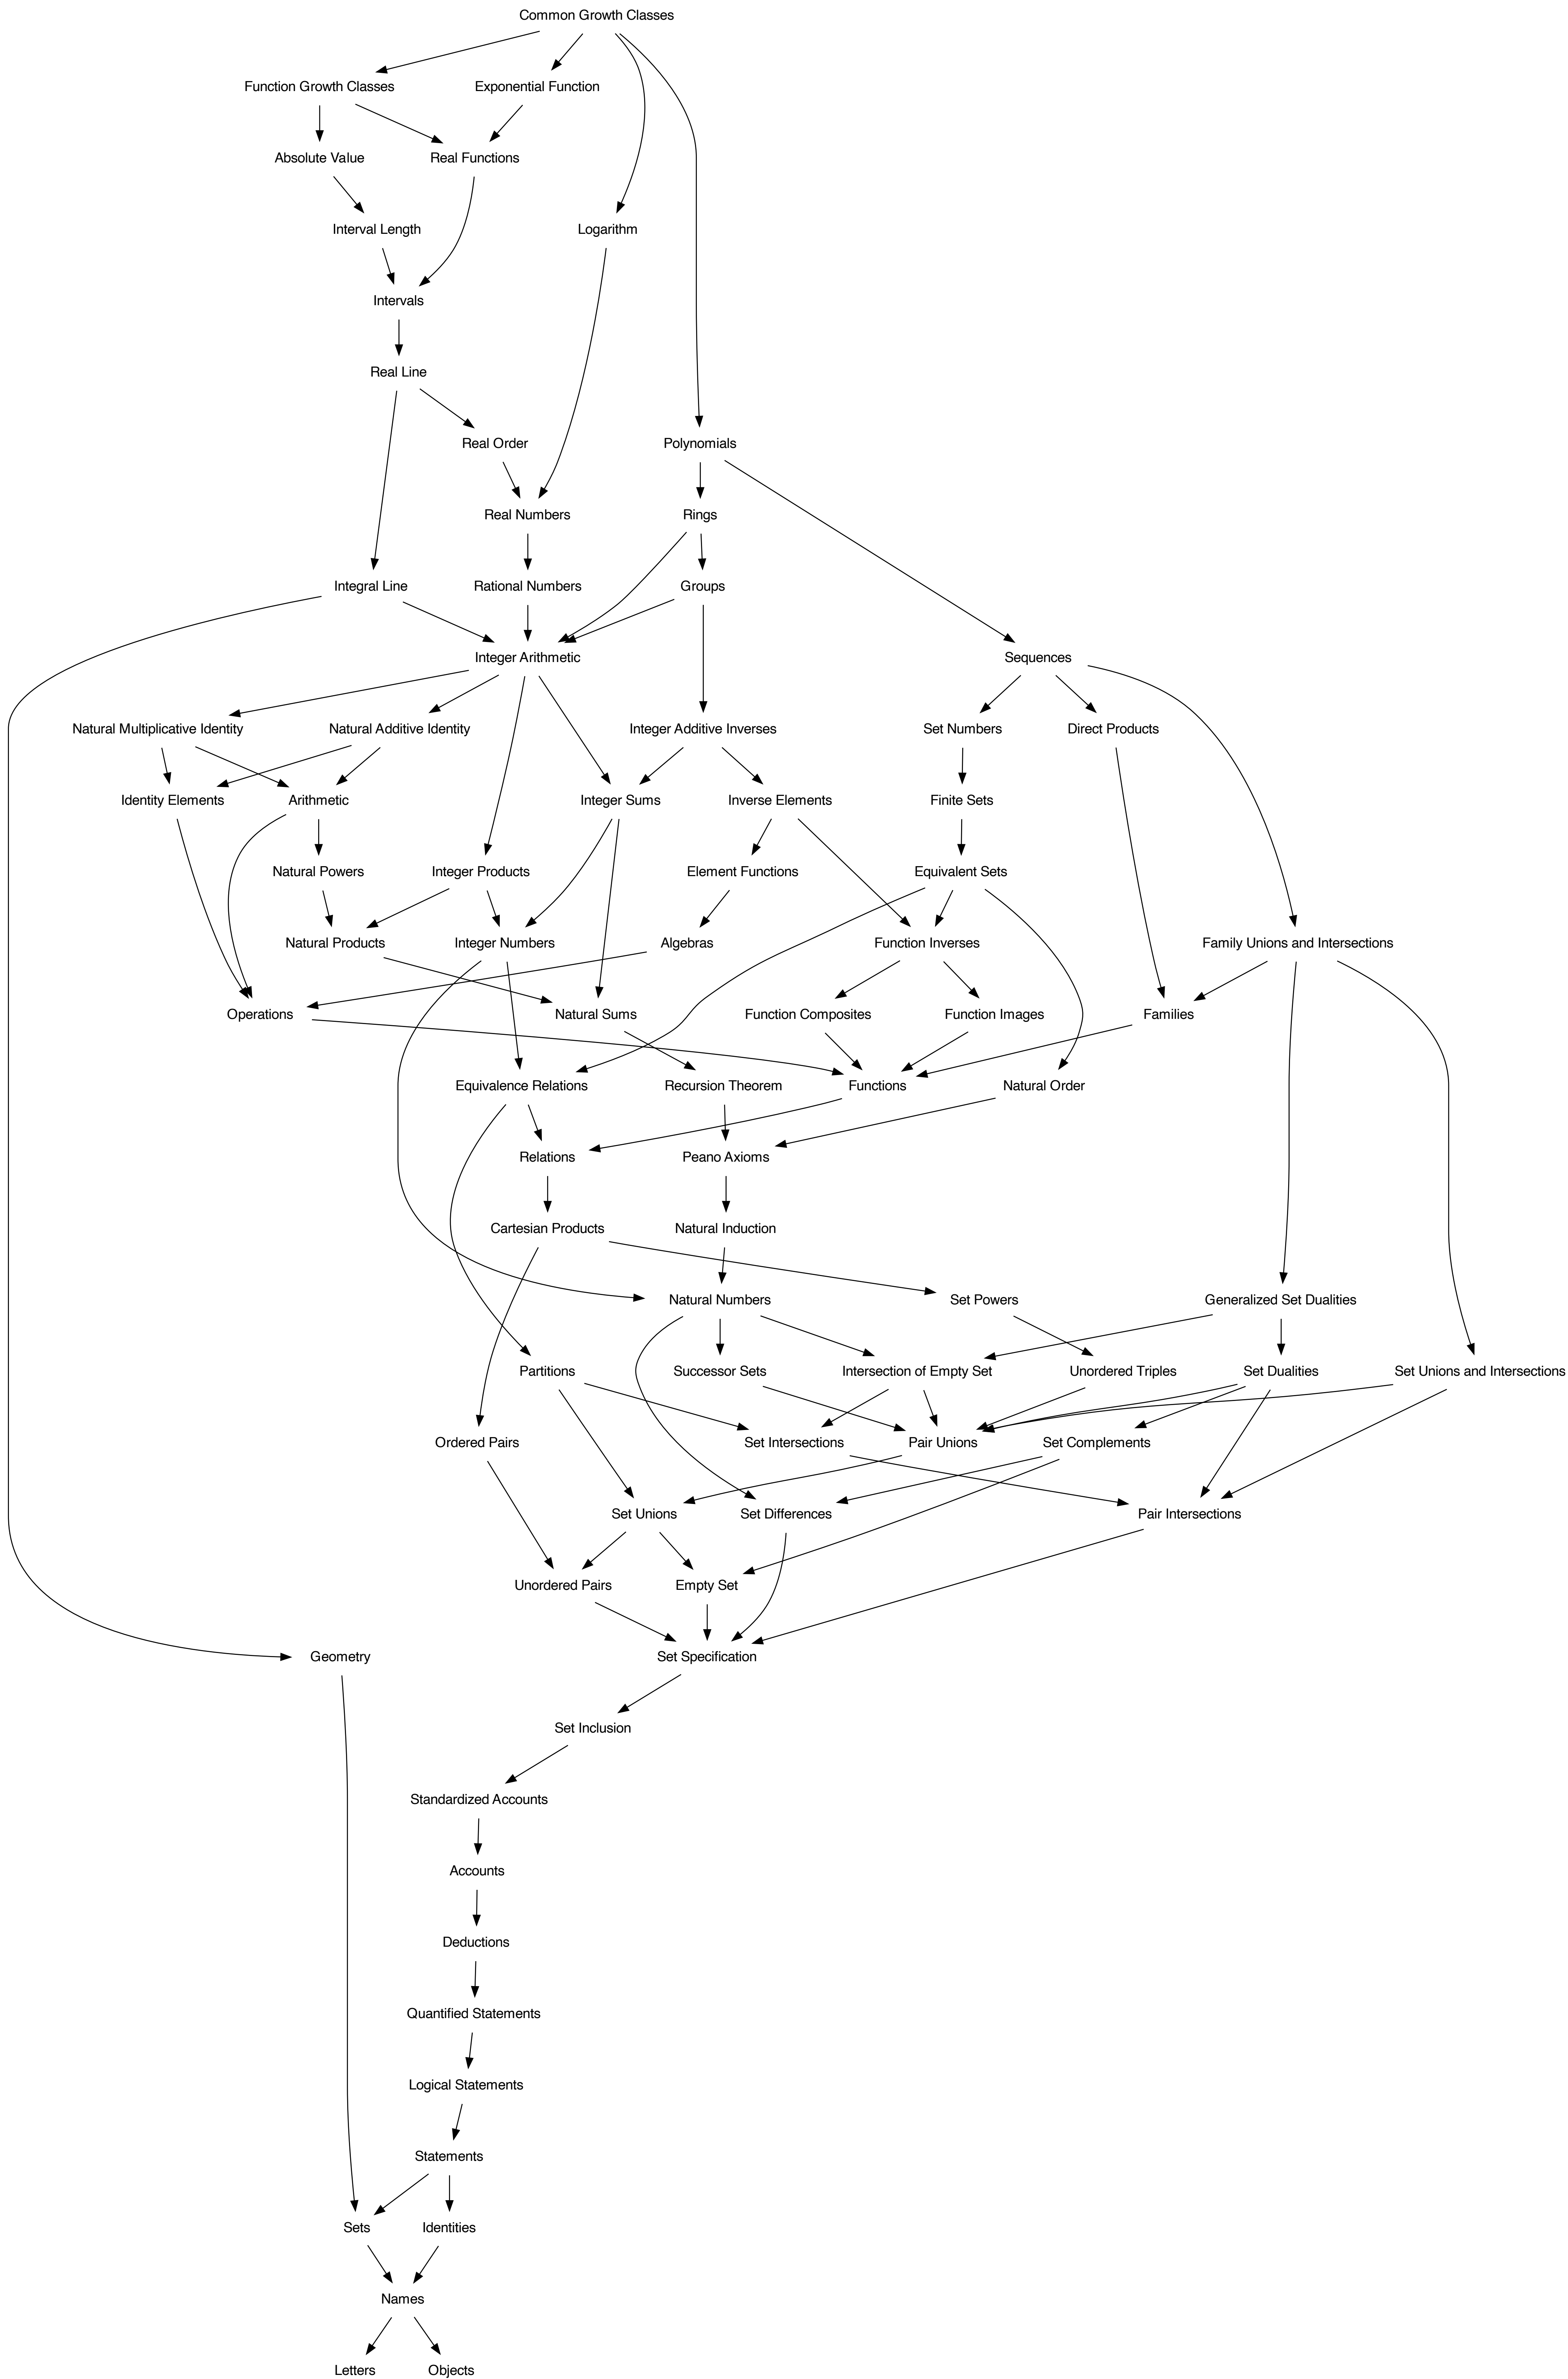 Common Growth Classes
Function Growth Classes
Exponential Function
Absolute Value
Real Functions
Interval Length
Logarithm
Intervals
Real Line
Real Order
Polynomials
Real Numbers
Rings
Integral Line
Rational Numbers
Groups
Integer Arithmetic
Sequences
Natural Multiplicative Identity
Natural Additive Identity
Integer Additive Inverses
Set Numbers
Direct Products
Identity Elements
Arithmetic
Integer Sums
Inverse Elements
Finite Sets
Natural Powers
Integer Products
Element Functions
Equivalent Sets
Natural Products
Integer Numbers
Algebras
Function Inverses
Family Unions and Intersections
Operations
Natural Sums
Function Composites
Function Images
Families
Equivalence Relations
Recursion Theorem
Functions
Natural Order
Relations
Peano Axioms
Cartesian Products
Natural Induction
Natural Numbers
Set Powers
Generalized Set Dualities
Partitions
Successor Sets
Intersection of Empty Set
Unordered Triples
Set Dualities
Set Unions and Intersections
Ordered Pairs
Set Intersections
Pair Unions
Set Complements
Set Unions
Set Differences
Pair Intersections
Unordered Pairs
Empty Set
Geometry
Set Specification
Set Inclusion
Standardized Accounts
Accounts
Deductions
Quantified Statements
Logical Statements
Statements
Sets
Identities
Names
Letters
Objects